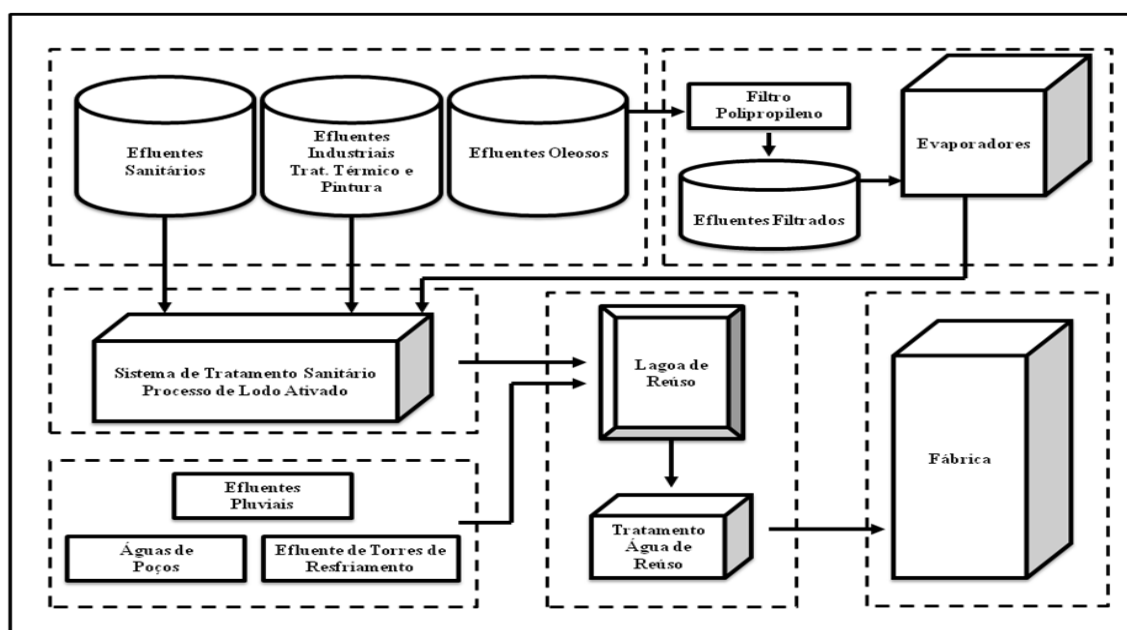 Efluentes
Sanitários
Efluentes
Industriais
Trat. Térmico e
Pintura
Efluentes Oleosos
Filtro
Polipropileno
Efluentes Filtrados
Evaporadores
Sistema de Tratamento Sanitário
Processo de Lodo Ativado
Lagoa de
Reúso
Fábrica
Efluentes
Pluviais
Águas de
Poços
Efluente de Torres de
Resfriamento
Tratamento
Água de
Reúso